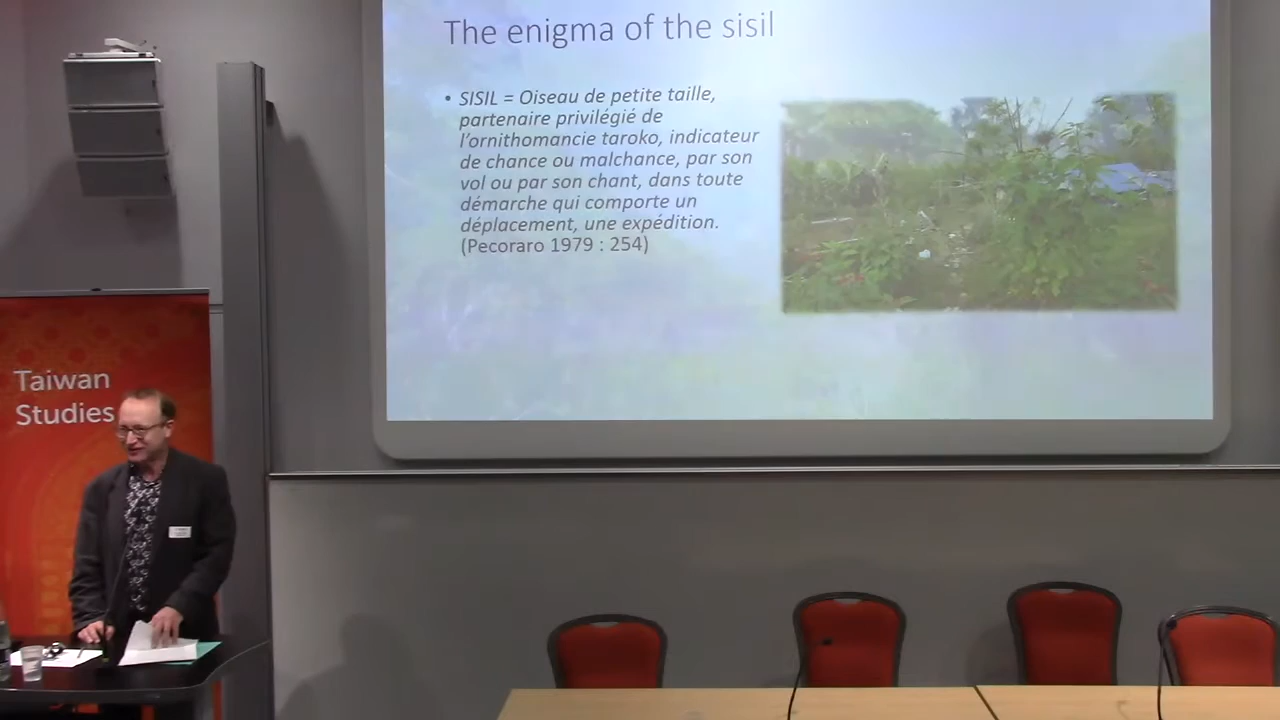 The enigma of the sisil
• SISIL = Oiseau de petite taille,
partenaire privilégié de
l'ornithomancie taroko, indicateur
de chance ou malchance, par son
vol ou par son chant, dans toute
démarche qui comporte un
déplacement, une expédition.
(Pecoraro 1979 : 254)
Taiwan
Studies